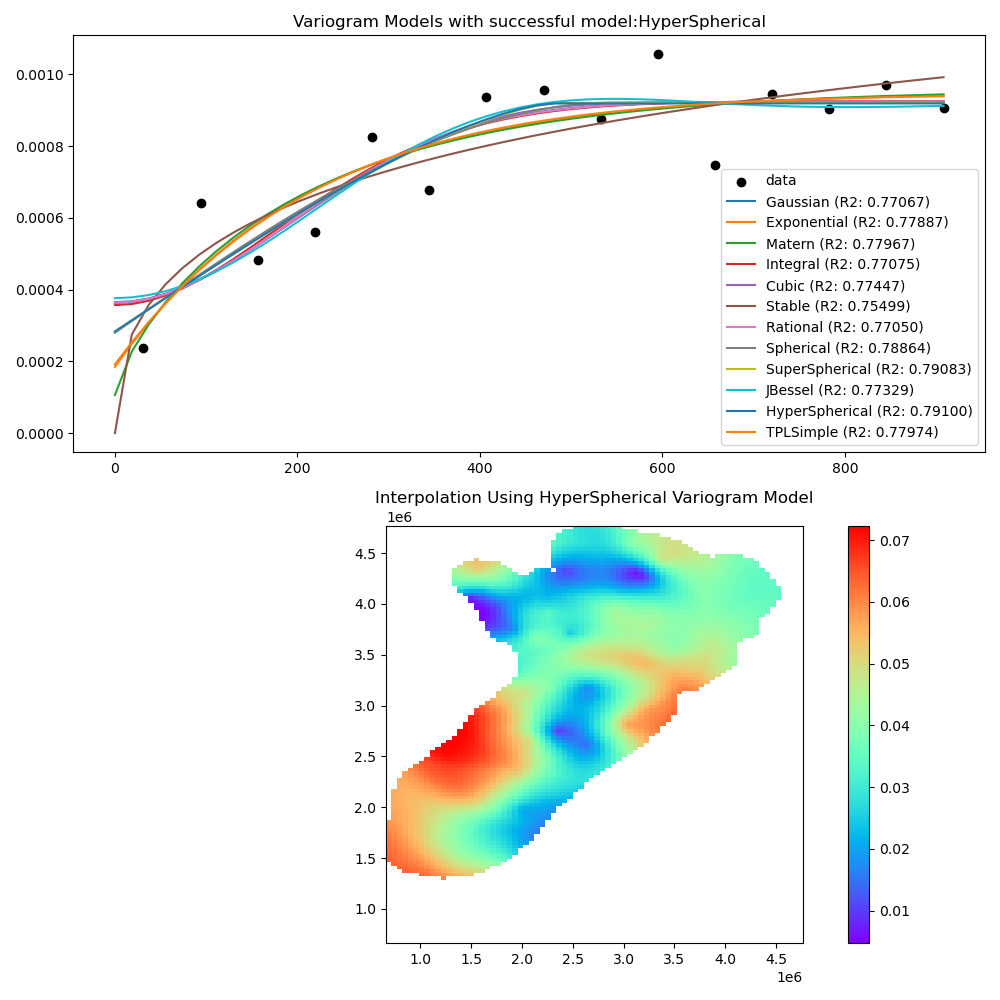 Variogram Models with successful model:HyperSpherical
0.0010
0.0008
0.0006
0.0004
0.0002
0.0000
data
Gaussian (R2: 0.77067)
Exponential (R2: 0.77887)
Matern (R2: 0.77967)
Integral (R2: 0.77075)
Cubic (R2: 0.77447)
Stable (R2: 0.75499)
Rational (R2: 0.77050)
Spherical (R2: 0.78864)
SuperSpherical (R2: 0.79083)
JBessel (R2: 0.77329)
HyperSpherical (R2: 0.79100)
TPLSimple (R2: 0.77974)
0 200 400 600 800
Interpolation Using HyperSpherical Variogram Model
1e6
4.5
4.0
3.5
3.0
2.5
2.0
1.5
1.0
1.0 1.5 2.0 2.5 3.0 3.5 4.0 4.5
1e6
0.07
0.06
0.05
0.04
0.03
0.02
0.01